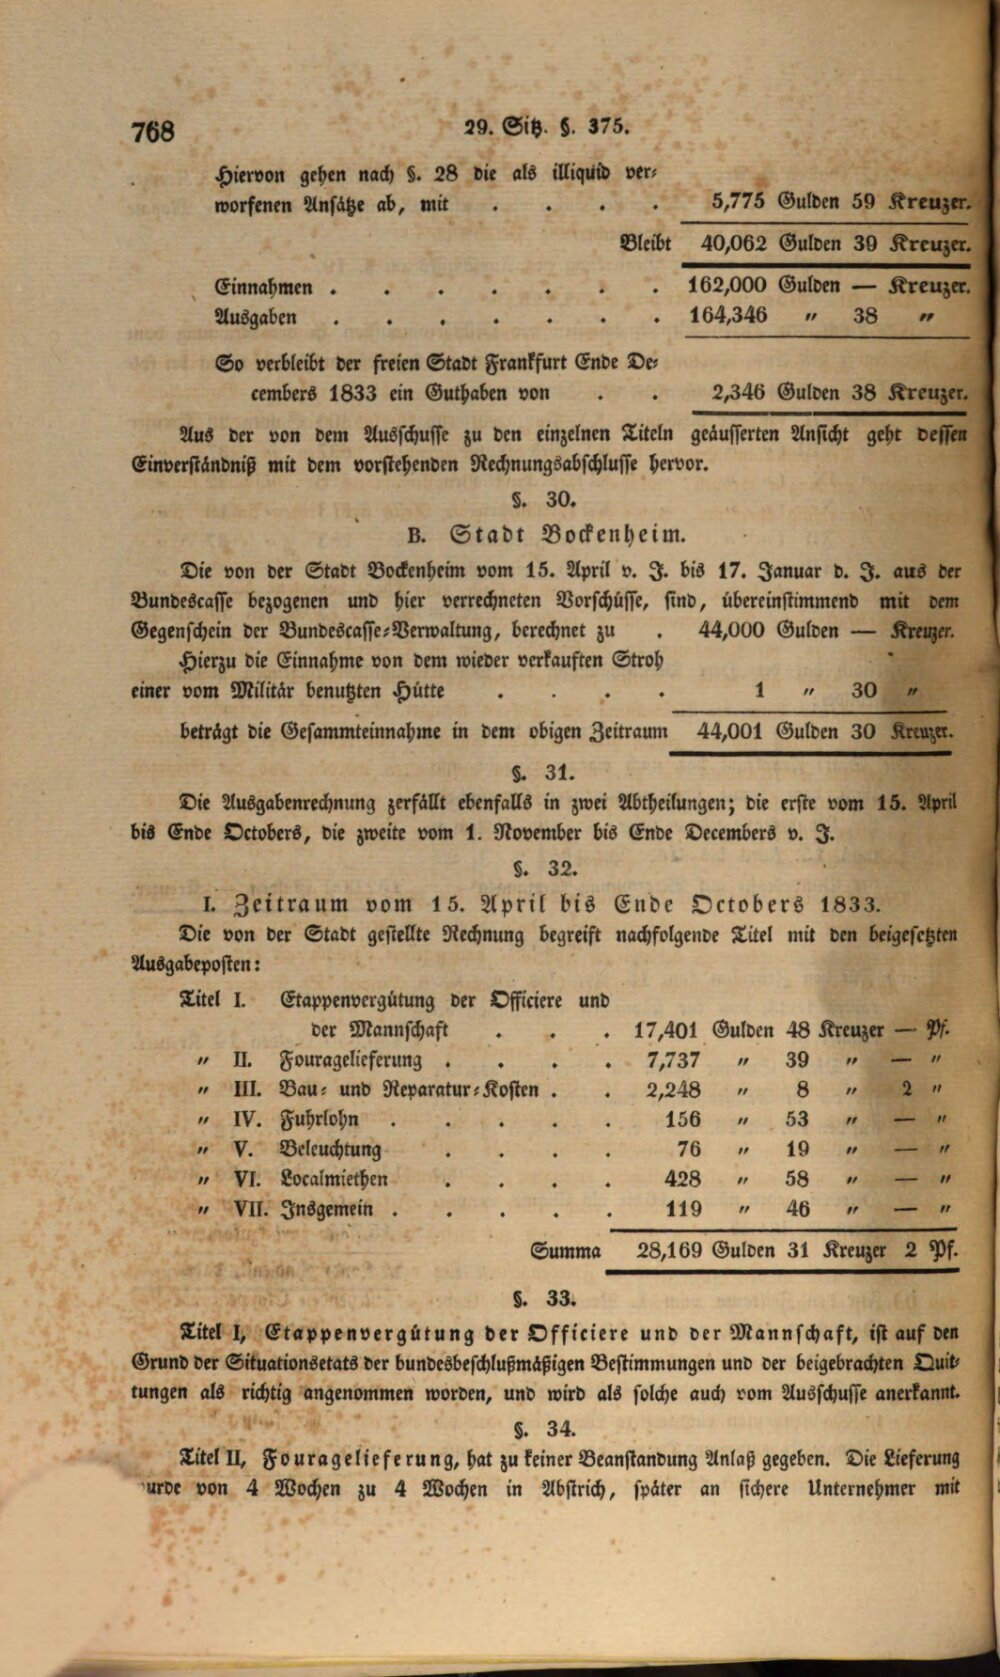 768
29. Sitz. §. 375.
Hiervon gehen nach §. 28 die als illiquid ver⸗
worfenen Ansätze ab, mit . . . . 5,775 Gulden 59 Kreuzer.
Bleibt 40,062 Gulden 39 Kreuzer.
Einnahmen . . . . . . . 162,000 Gulden — Kreuzer.
Ausgaben . . . . . . . 164,346 „ 38 „
So verbleibt der freien Stadt Frankfurt Ende De⸗
cembers 1833 ein Guthaben von . . 2,346 Gulden 38 Kreuzer.
Aus der von dem Ausschusse zu den einzelnen Titeln geäusserten Ansicht geht dessen
Einverständniß mit dem vorstehenden Rechnungsabschlusse hervor.
§. 30.
B. Stadt Bockenheim.
Die von der Stadt Bockenheim vom 15. April v. J. bis 17. Januar d. J. aus der
Bundescasse bezogenen und hier verrechneten Vorschüsse, sind, übereinstimmend mit dem
Gegenschein der Bundescasse⸗Verwaltung, berechnet zu . 44,000 Gulden — Kreuzer.
Hierzu die Einnahme von dem wieder verkauften Stroh
einer vom Militär benutzten Hütte . . . . 1 „ 30 „
beträgt die Gesammteinnahme in dem obigen Zeitraum 44,001 Gulden 30 Kreuzer.
§. 31.
Die Ausgabenrechnung zerfällt ebenfalls in zwei Abtheilungen; die erste vom 15. April
bis Ende Octobers, die zweite vom 1. November bis Ende Decembers v. J.
§. 32.
I. Zeitraum vom 15. April bis Ende Octobers 1833.
Die von der Stadt gestellte Rechnung begreift nachfolgende Titel mit den beigesetzten
Ausgabeposten:
Titel I. Etappenvergütung der Officiere und
der Mannschaft . . . 17,401 Gulden 48 Kreuzer — Pf.
„ II. Fouragelieferung . . . . 7,737 „ 39 „ — „
„ III. Bau⸗ und Reparatur⸗Kosten . . 2,248 „ 8 „ 2 „
„ IV. Fuhrlohn . . . . . 156 „ 53 „ — „
„ V. Beleuchtung . . . . 76 „ 19 „ — „
„ VI. Localmiethen . . . . 428 „ 58 „ — „
„ VII. Insgemein . . . . . 119 „ 46 „ — „
Summa 28,169 Gulden 31 Kreuzer 2 Pf.
§. 33.
Titel I, Etappenvergütung der Officiere und der Mannschaft, ist auf den
Grund der Situationsetats der bundesbeschlußmäßigen Bestimmungen und der beigebrachten Quit⸗
tungen als richtig angenommen worden, und wird als solche auch vom Ausschusse anerkannt.
§. 34.
Titel II, Fouragelieferung, hat zu keiner Beanstandung Anlaß gegeben. Die Lieferung
urde von 4 Wochen zu 4 Wochen in Abstrich, später an sichere Unternehmer mit